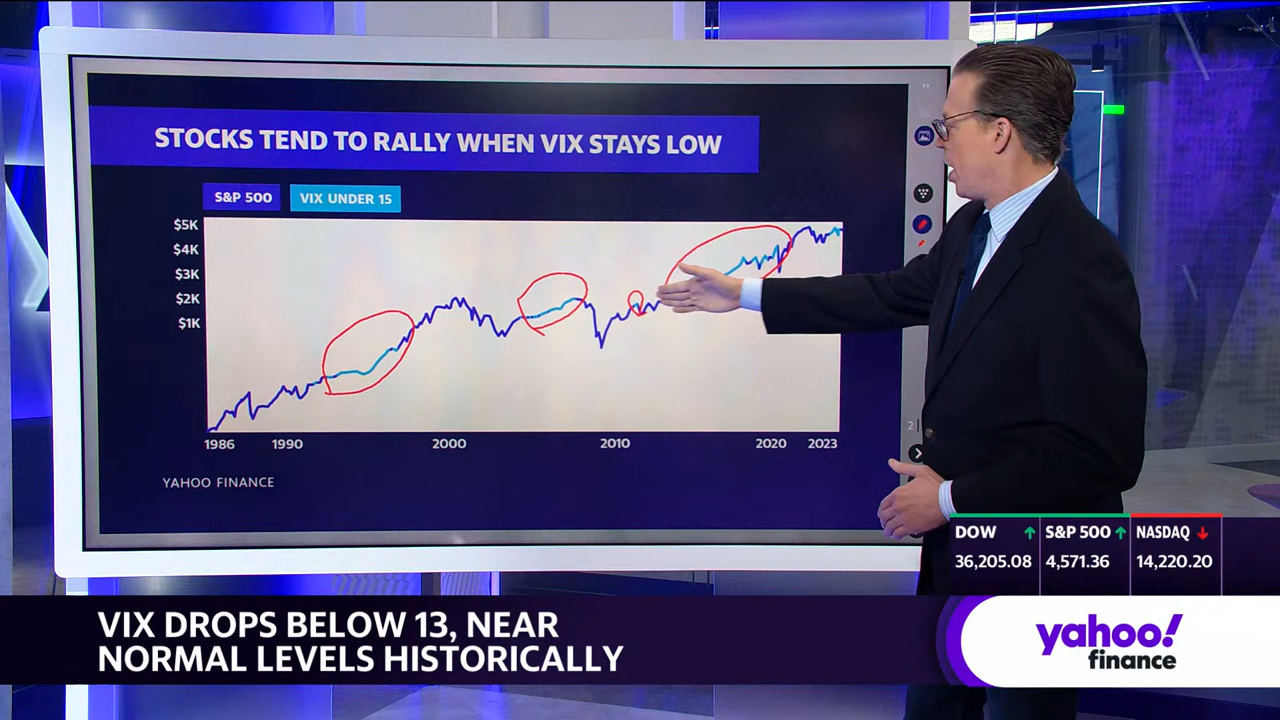 STOCKS TEND TO RALLY WHEN VIX STAYS LOW
S&P 500 VIX UNDER 15
$5K
$4K
$3K
$2K
$1K
1986 1990 2000 2010 2020 2023
YAHOO FINANCE
2
DOW S&P 500 NASDAQ
36,205.08 4,571.36 14,220.20
VIX DROPS BELOW 13, NEAR
NORMAL LEVELS HISTORICALLY
yahoo!
finance